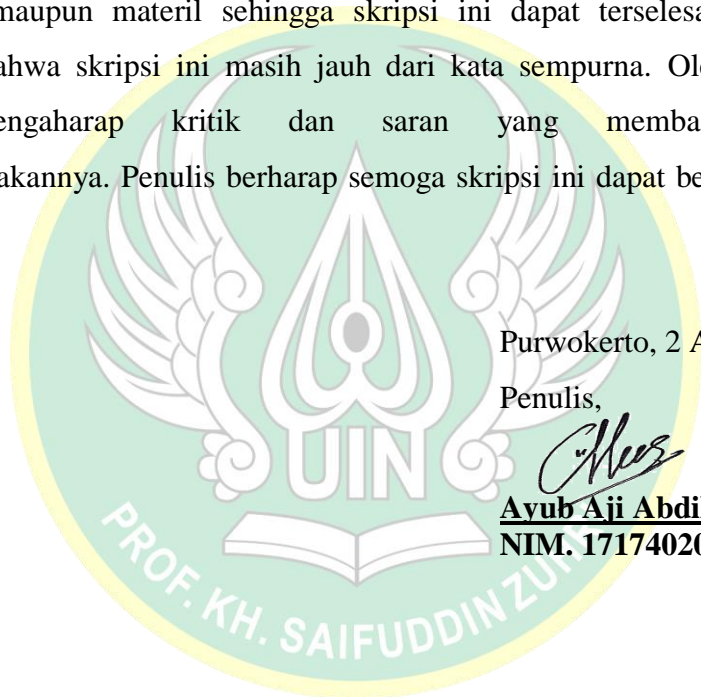 maupun materil sehingga skripsi ini dapat terselesa
ahwa skripsi ini masih jauh dari kata sempurna. Ole
engaharap kritik dan saran yang memba
akannya. Penulis berharap semoga skripsi ini dapat be
Purwokerto, 2 A
Penulis,
Ayub Aji Abdi
NIM. 17174020
UIN
PROF. KH. SAIFUDDIN ZUHRI